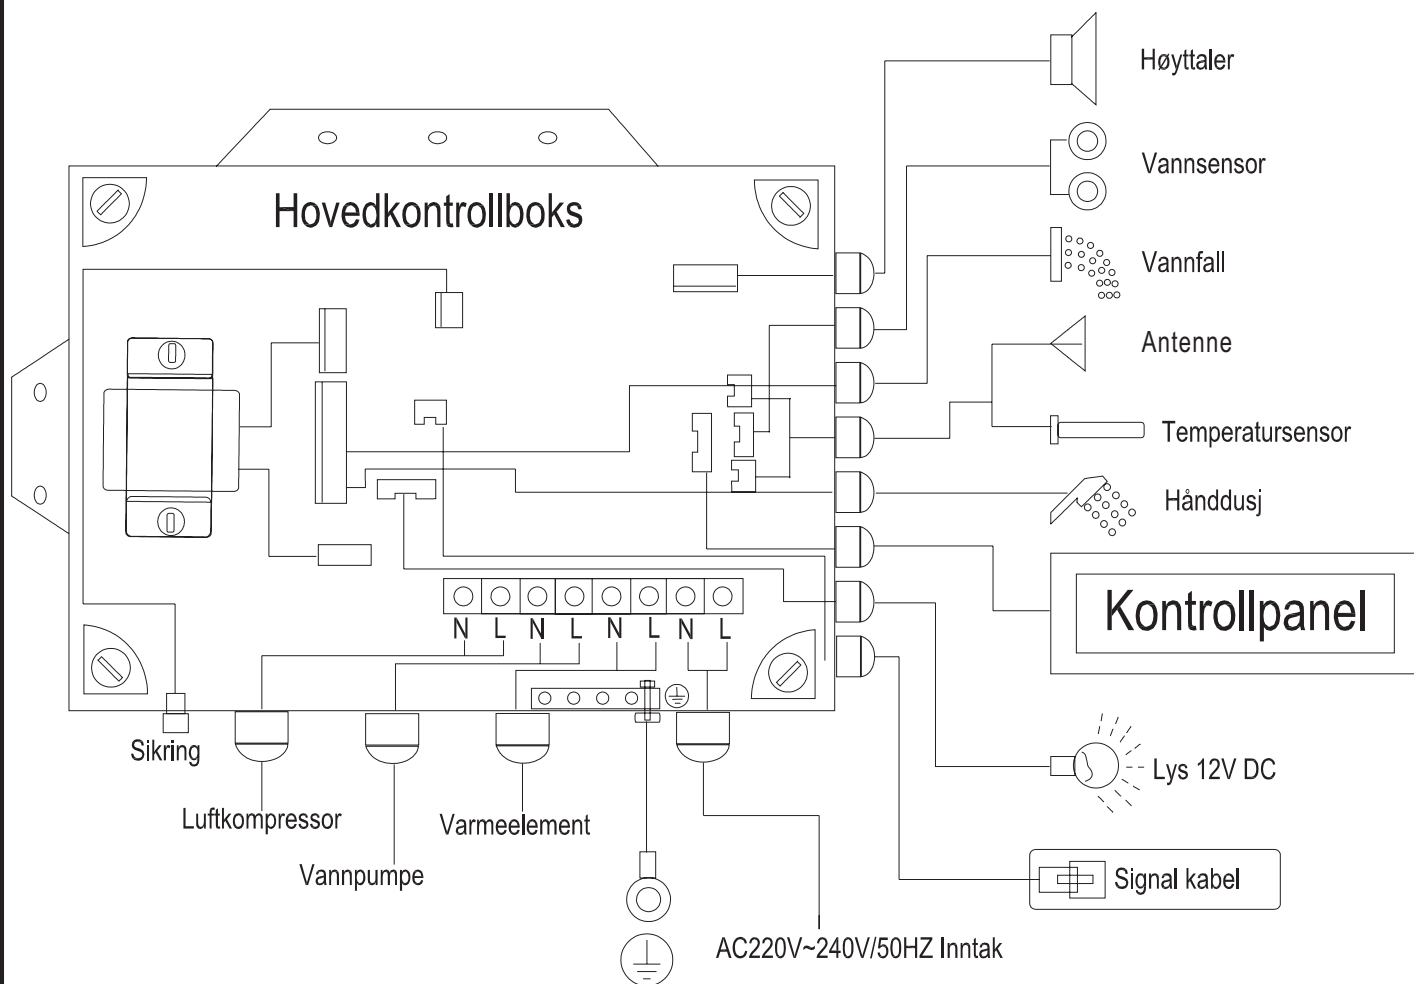 Høyttaler
Vannsensor
Hovedkontrollboks
Vannfall
Antenne
Temperatursensor
Hånddusj
Kontrollpanel
N L N L N L N L
Sikring
Lys 12V DC
Luftkompressor
Varmeelement
Vannpumpe
Signal kabel
AC220V~240V/50HZ Inntak